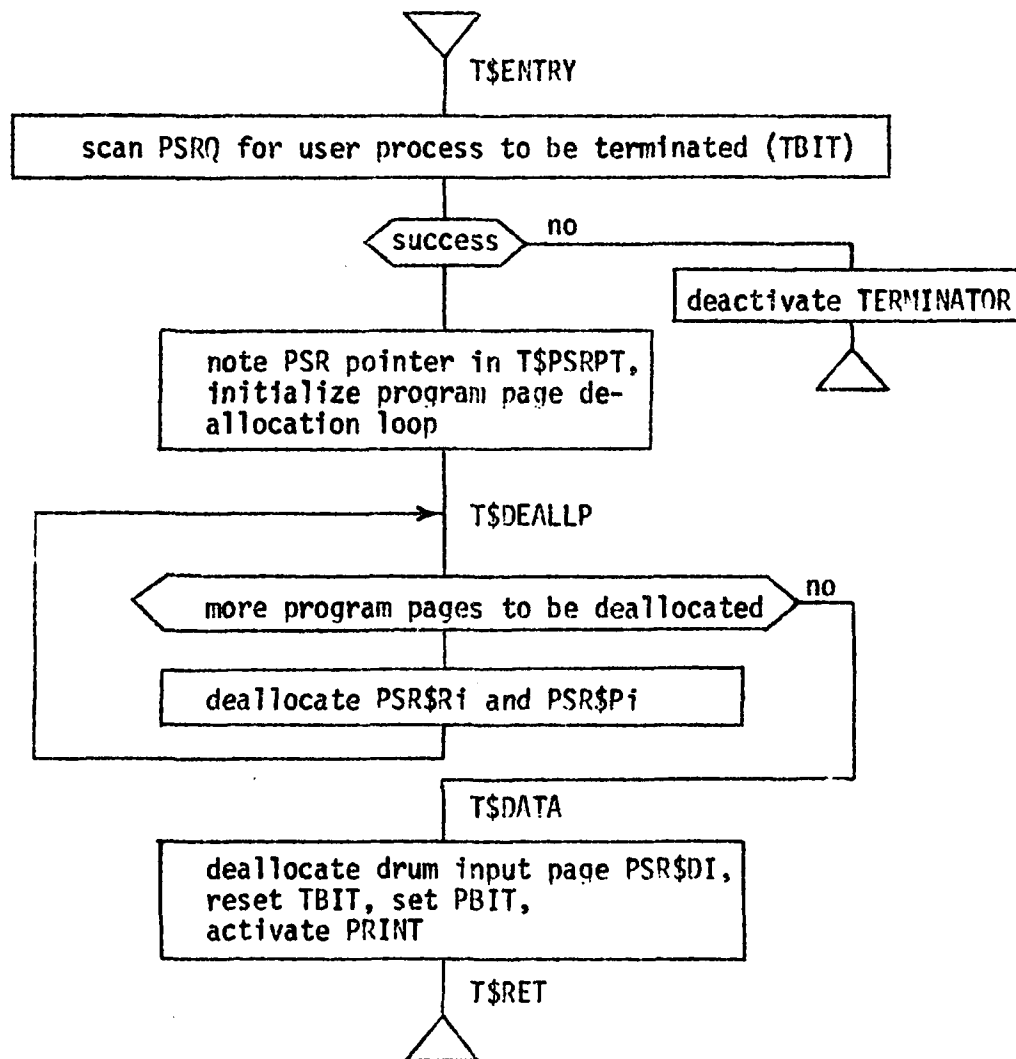 T$ENTRY
scan PSRQ for user process to be terminated (TBIT)
success
no
deactivate TERMINATOR
note PSR pointer in T$PSRPT,
initialize program page de-
allocation loop
T$DEALLP
more program pages to be deallocated
no
deallocate PSR$Ri and PSR$Pi
T$DATA
deallocate drum input page PSR$DI,
reset TBIT, set PBIT,
activate PRINT
T$RET